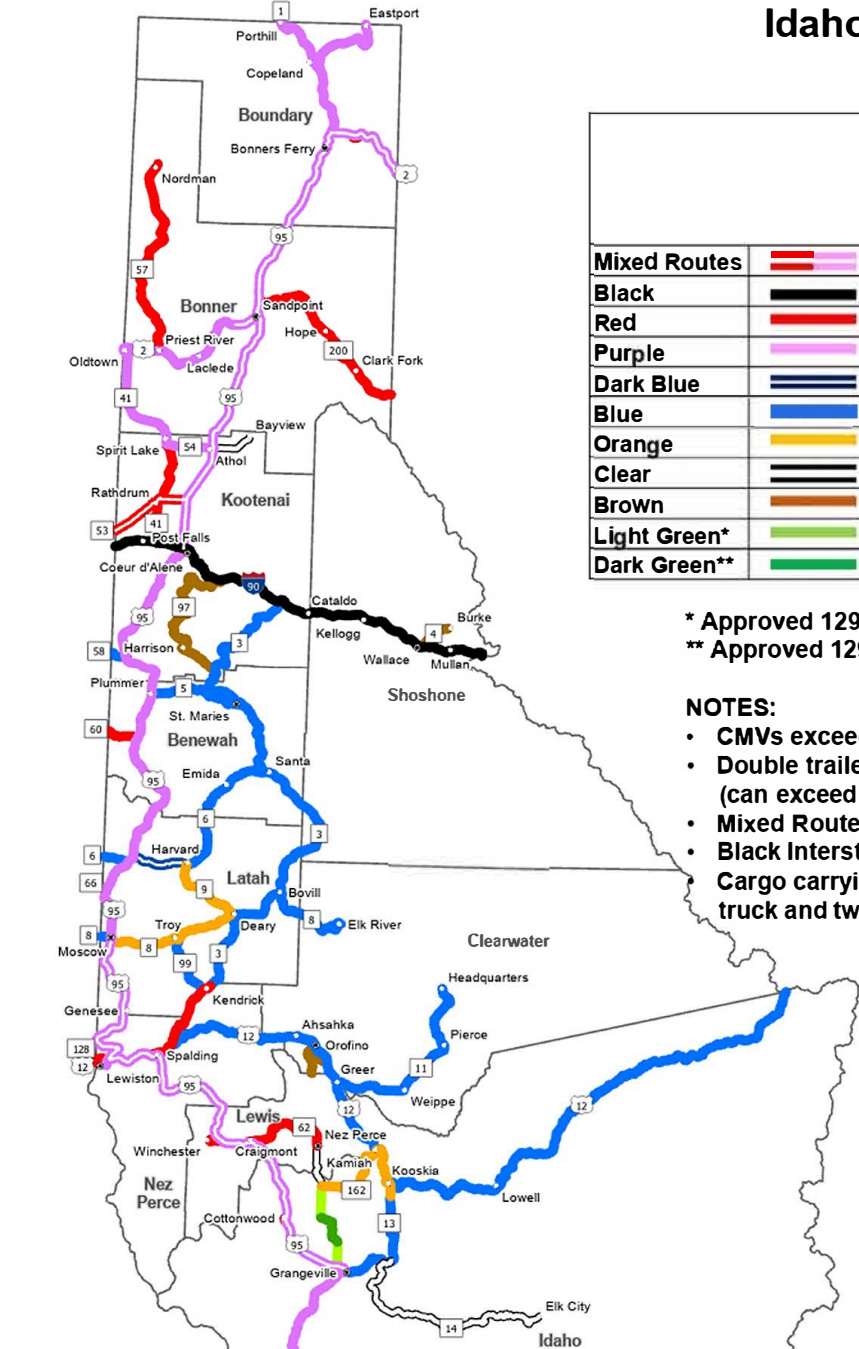 Idaho
1
Eastport
Porthill
Copeland
Boundary
Bonners Ferry
2
Nordman
95
57
Bonner
Sandpoint
Priest River
Hope
2
200
Oldtown
Laclede
Clark Fork
41
95
Bayview
Spirit Lake
54
Athol
Rathdrum
Kootenai
53
41
Post Falls
Coeur d'Alene
90
97
Cataldo
95
Burke
4
Kellogg
58
Harrison
3
Wallace
Mullan
Plummer
5
Shoshone
St. Maries
60
Benewah
Santa
95
Emida
6
3
6
Harvard
66
9
Latah
Bovill
95
8
Troy
Deary
8
Elk River
8
Moscow
99
3
Clearwater
Headquarters
95
Kendrick
Genesee
Ahsahka
12
Orofino
Pierce
128
12
Spalding
Greer
11
Lewiston
95
Weippe
12
12
Lewis
62
Nez Perce
Winchester
Craigmont
Kamiah
Kooskia
Nez
Perce
162
Lowell
Cottonwood
13
95
Grangeville
Elk City
14
Idaho
Mixed Routes
Black
Red
Purple
Dark Blue
Blue
Orange
Clear
Brown
Light Green*
Dark Green**
* Approved 129
** Approved 129
NOTES:
• CMVs excee
• Double traile
(can exceed
• Mixed Route
• Black Interst
• Cargo carryi
truck and tw